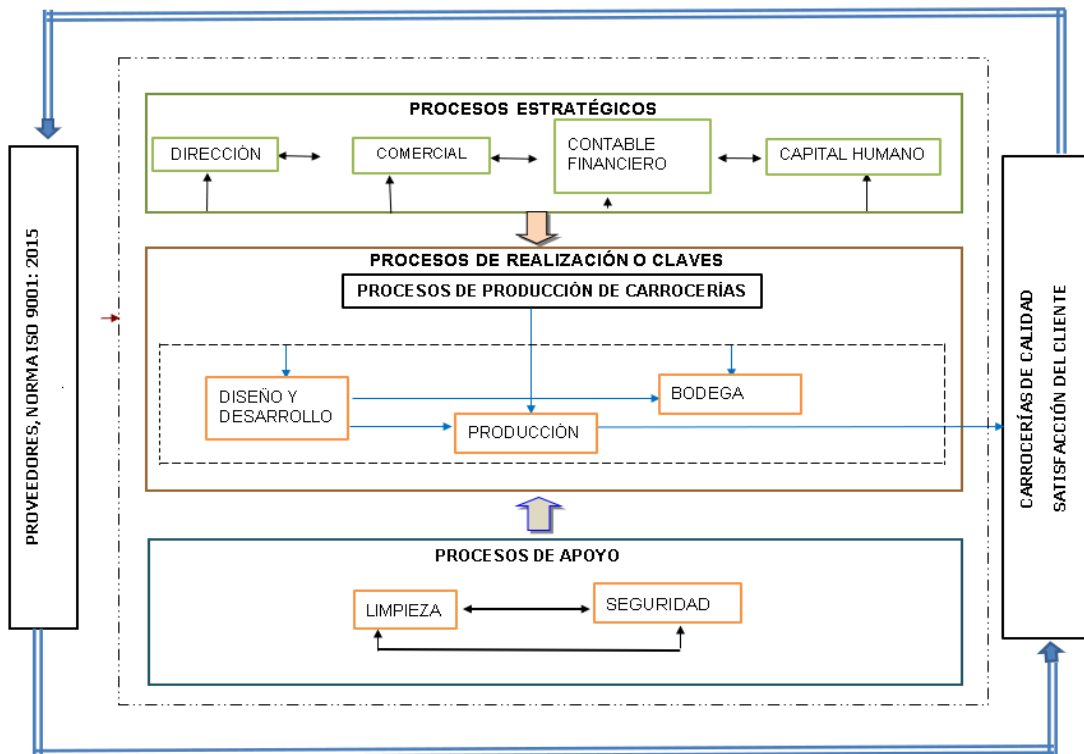 PROCESOS ESTRATÉGICOS
DIRECCIÓN
COMERCIAL
CONTABLE
FINANCIERO
CAPITAL HUMANO
PROVEEDORES, NORMA ISO 9001: 2015
PROCESOS DE REALIZACIÓN O CLAVES
PROCESOS DE PRODUCCIÓN DE CARROCERÍAS
DISEÑO Y
DESARROLLO
BODEGA
PRODUCCIÓN
CARROCERÍAS DE CALIDAD
SATISFACCIÓN DEL CLIENTE
PROCESOS DE APOYO
LIMPIEZA
SEGURIDAD